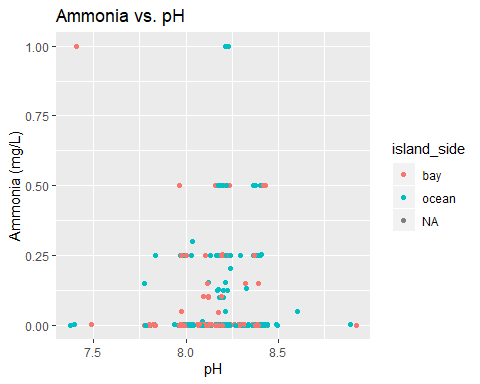 Ammonia vs. pH
1.00
0.75
0.50
0.25
0.00
Ammonia (mg/L)
7.5 8.0 8.5
pH
island_side
bay
ocean
NA